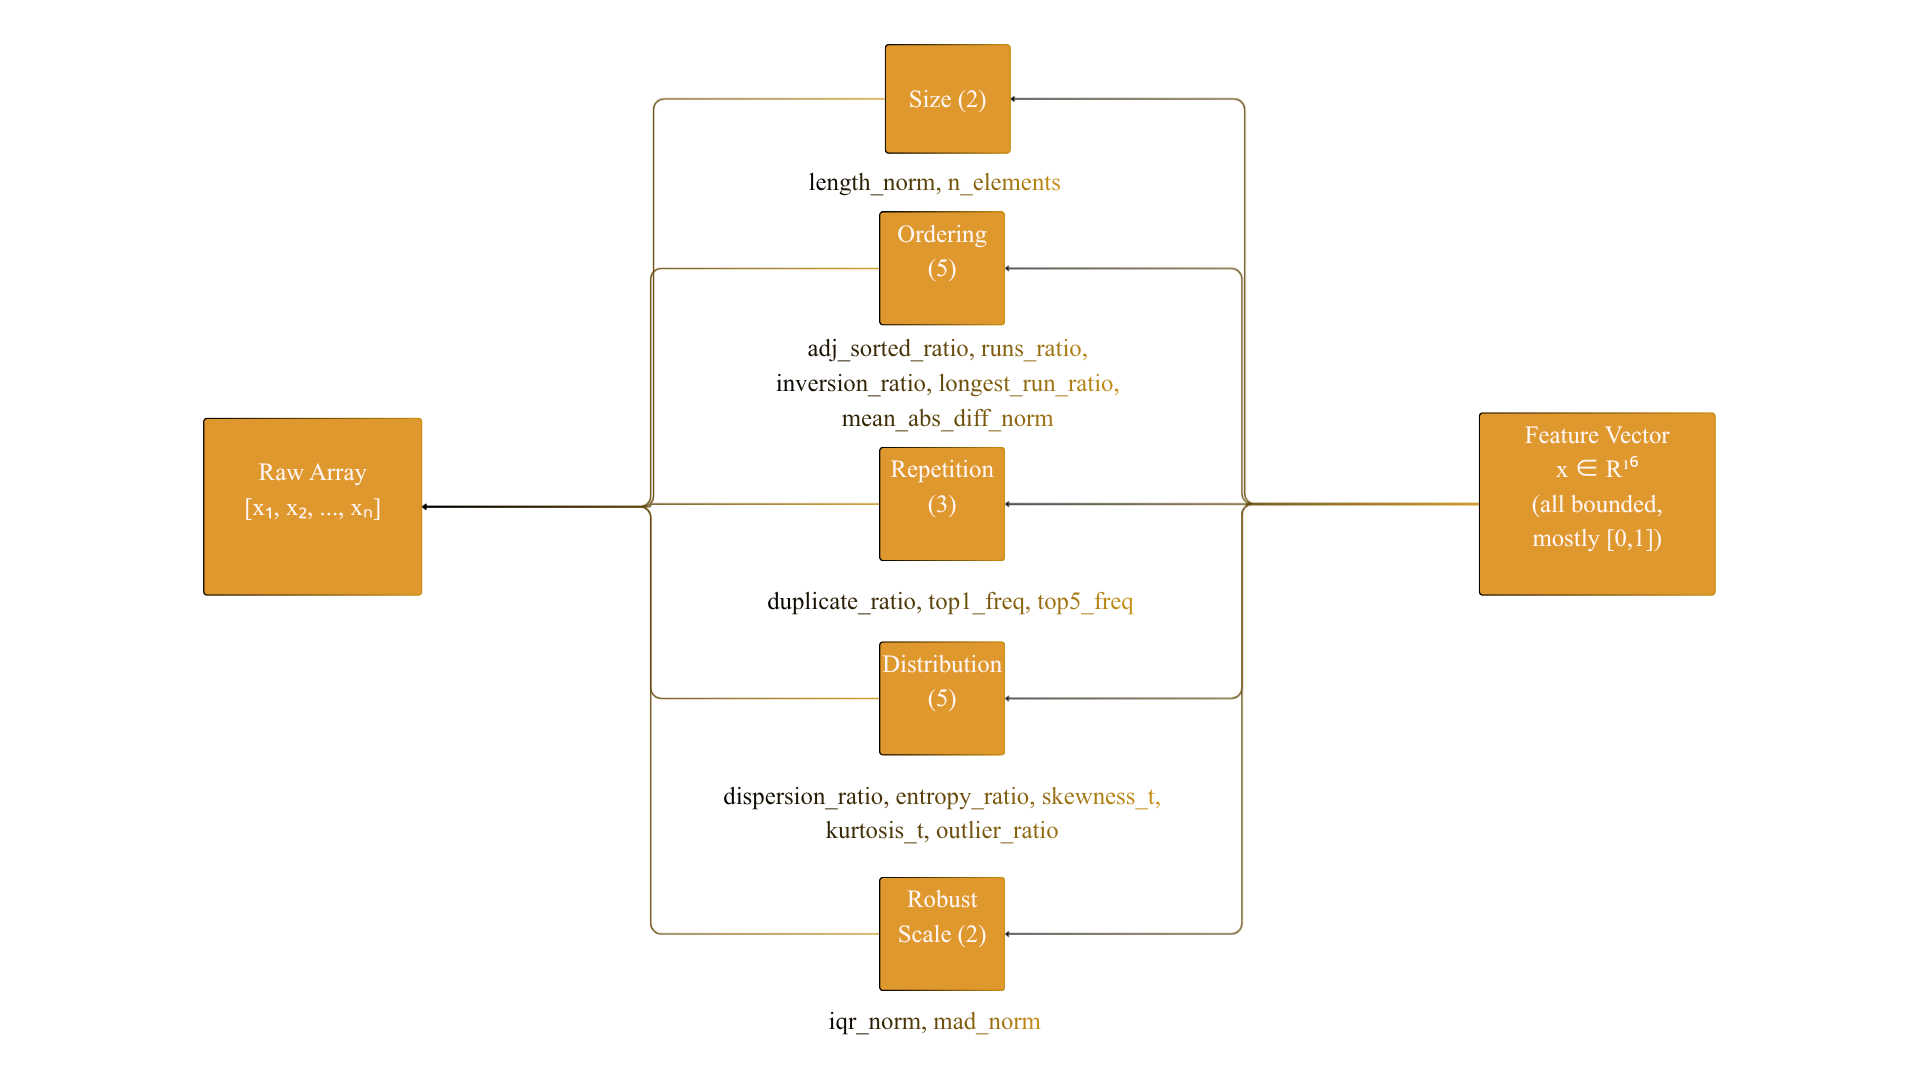 Size (2)
length_norm, n_elements
Ordering
(5)
adj_sorted_ratio, runs_ratio,
inversion_ratio, longest_run_ratio,
mean_abs_diff_norm
Raw Array
[x₁, x₂, ..., xₙ]
Repetition
(3)
Feature Vector
x ∈ R¹⁶
(all bounded,
mostly [0,1])
duplicate_ratio, top1_freq, top5_freq
Distribution
(5)
dispersion_ratio, entropy_ratio, skewness_t,
kurtosis_t, outlier_ratio
Robust
Scale (2)
iqr_norm, mad_norm